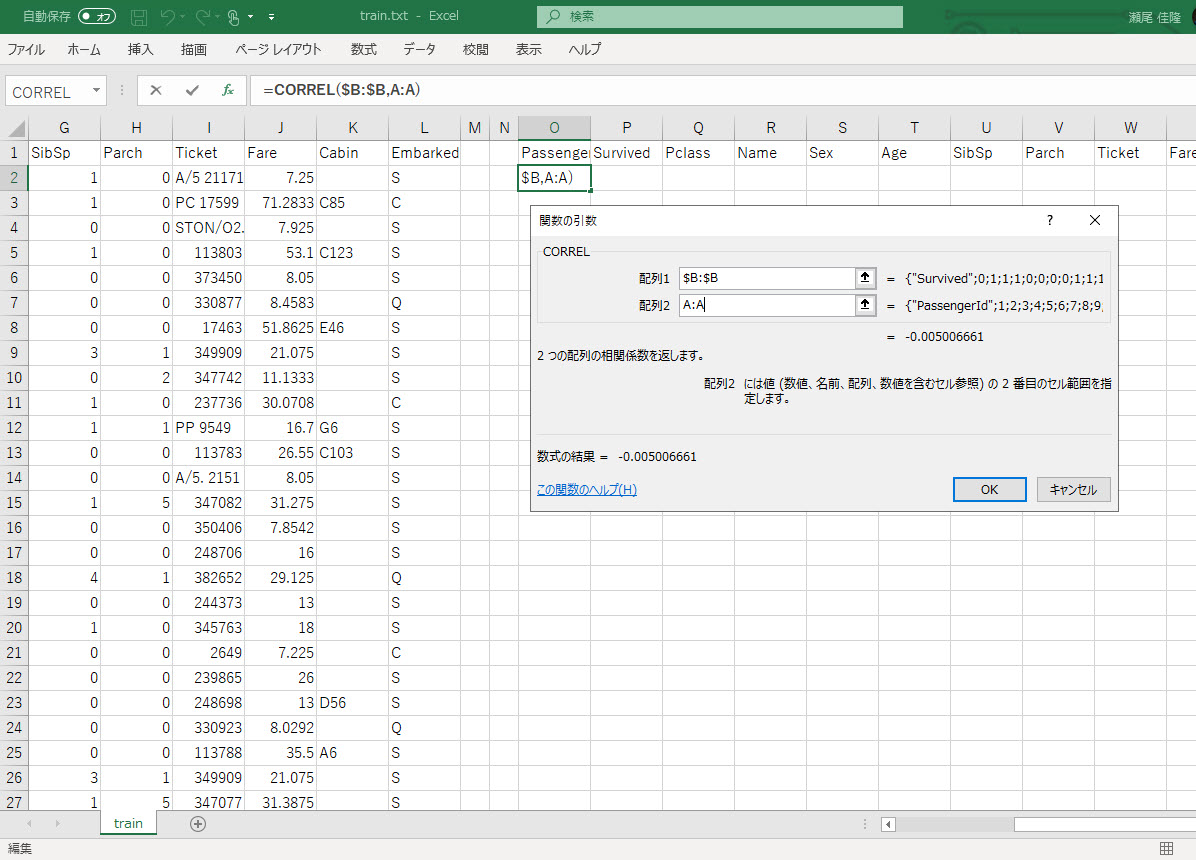 自動保存 オフ train.txt - Excel 検索 瀬尾 佳隆
ファイル ホーム 挿入 描画 ページ レイアウト 数式 データ 校閲 表示 ヘルプ
CORREL fx =CORREL($B:$B,A:A)
G H I J K L M N O P Q R S T U V W
1 SibSp Parch Ticket Fare Cabin Embarked Passenger Survived Pclass Name Sex Age SibSp Parch Ticket Fare
2 1 0 A/5 21171 7.25 S $B,A:A)
3 1 0 PC 17599 71.2833 C85 C
4 0 0 STON/O2. 7.925 S
5 1 0 113803 53.1 C123 S
6 0 0 373450 8.05 S
7 0 0 330877 8.4583 Q
8 0 0 17463 51.8625 E46 S
9 3 1 349909 21.075 S
10 0 2 347742 11.1333 S
11 1 0 237736 30.0708 C
12 1 1 PP 9549 16.7 G6 S
13 0 0 113783 26.55 C103 S
14 0 0 A/5. 2151 8.05 S
15 1 5 347082 31.275 S
16 0 0 350406 7.8542 S
17 0 0 248706 16 S
18 4 1 382652 29.125 Q
19 0 0 244373 13 S
20 1 0 345763 18 S
21 0 0 2649 7.225 C
22 0 0 239865 26 S
23 0 0 248698 13 D56 S
24 0 0 330923 8.0292 Q
25 0 0 113788 35.5 A6 S
26 3 1 349909 21.075 S
27 1 5 347077 31.3875 S
関数の引数 ?
CORREL
配列1 $B:$B = {"Survived";0;1;1;1;0;0;0;0;1;1;1
配列2 A:A = {"PassengerId";1;2;3;4;5;6;7;8;9;
= -0.005006661
2 つの配列の相関係数を返します。
配列2 には値 (数値、名前、配列、数値を含むセル参照) の 2 番目のセル範囲を指
定します。
数式の結果 = -0.005006661
この関数のヘルプ(H) OK キャンセル
train
編集